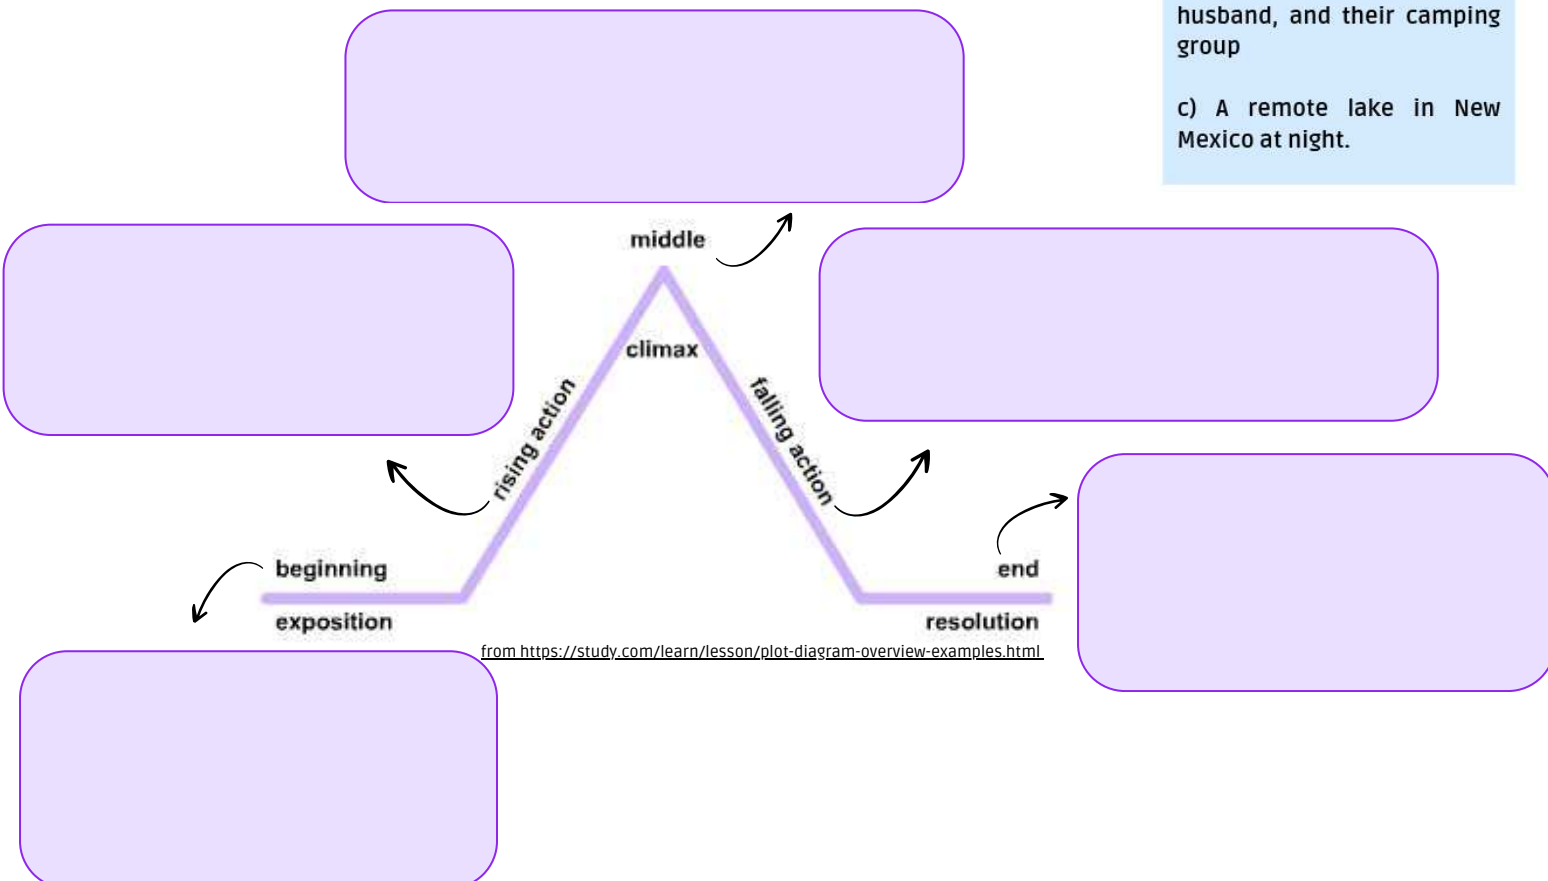 husband, and their camping
group
c) A remote lake in New
Mexico at night.
middle
climax
rising action
falling action
beginning
end
exposition
resolution
from https://study.com/learn/lesson/plot-diagram-overview-examples.html